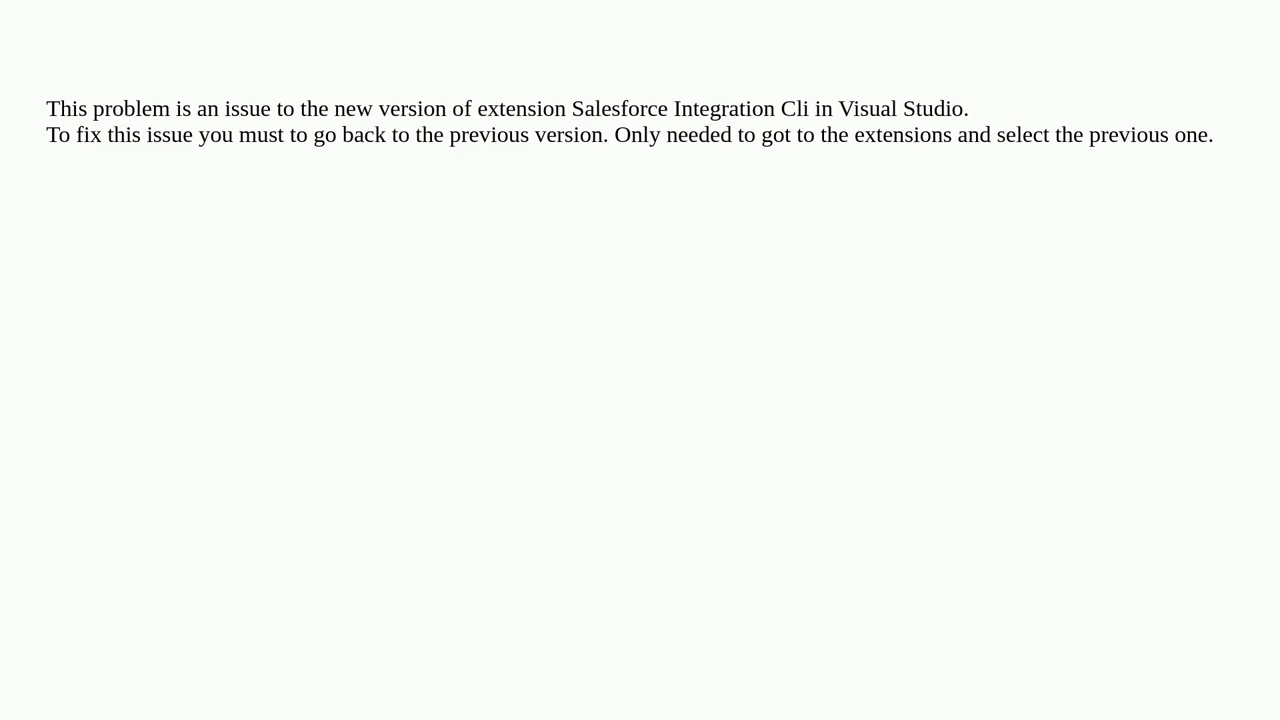 This problem is an issue to the new version of extension Salesforce Integration Cli in Visual Studio.
To fix this issue you must to go back to the previous version. Only needed to got to the extensions and select the previous one.